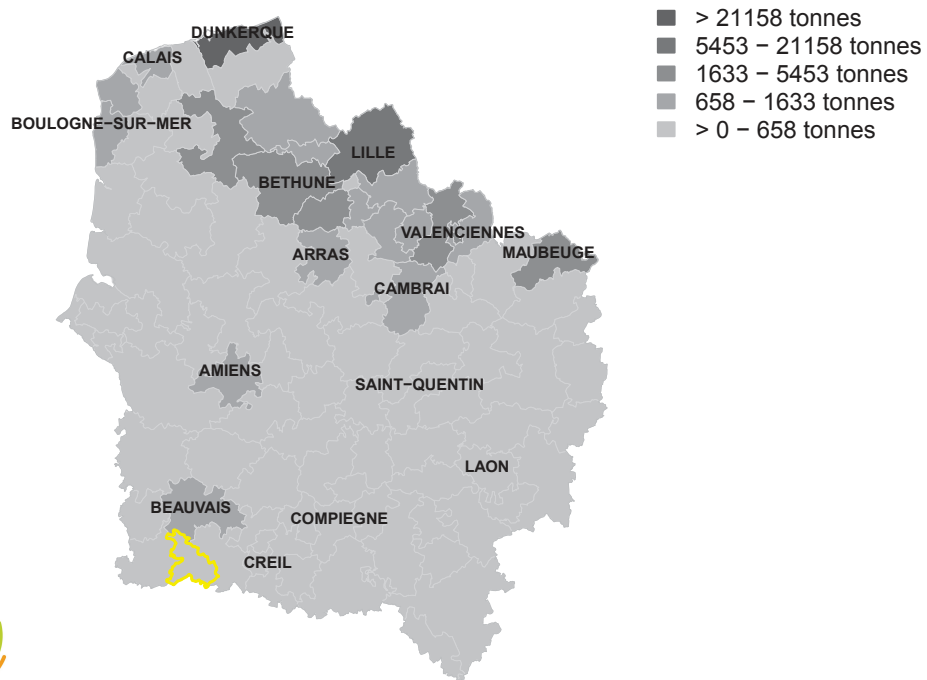 > 21158 tonnes
5453 − 21158 tonnes
1633 − 5453 tonnes
658 − 1633 tonnes
> 0 − 658 tonnes
DUNKERQUE
CALAIS
BOULOGNE−SUR−MER
LILLE
BETHUNE
VALENCIENNES
ARRAS
MAUBEUGE
CAMBRAI
AMIENS
SAINT−QUENTIN
LAON
BEAUVAIS
COMPIEGNE
CREIL